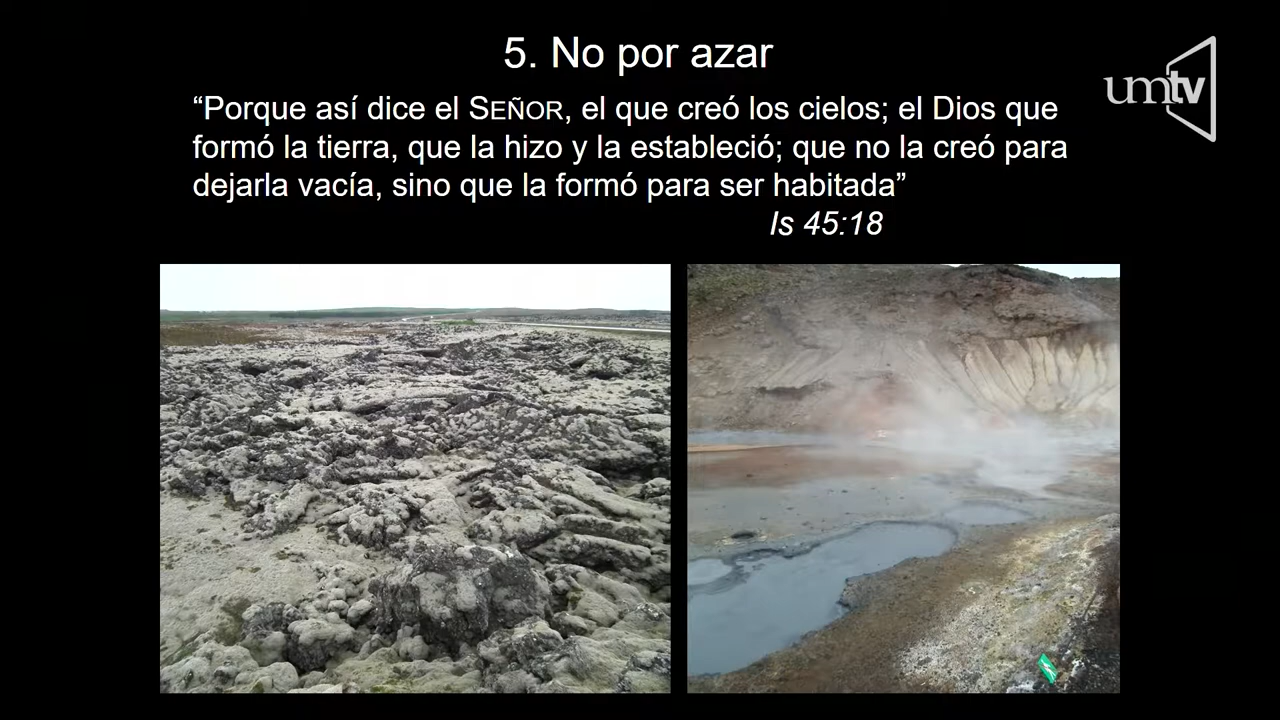 5. No por azar
umtv
“Porque así dice el SEÑOR, el que creó los cielos; el Dios que
formó la tierra, que la hizo y la estableció; que no la creó para
dejarla vacía, sino que la formó para ser habitada”
Is 45:18